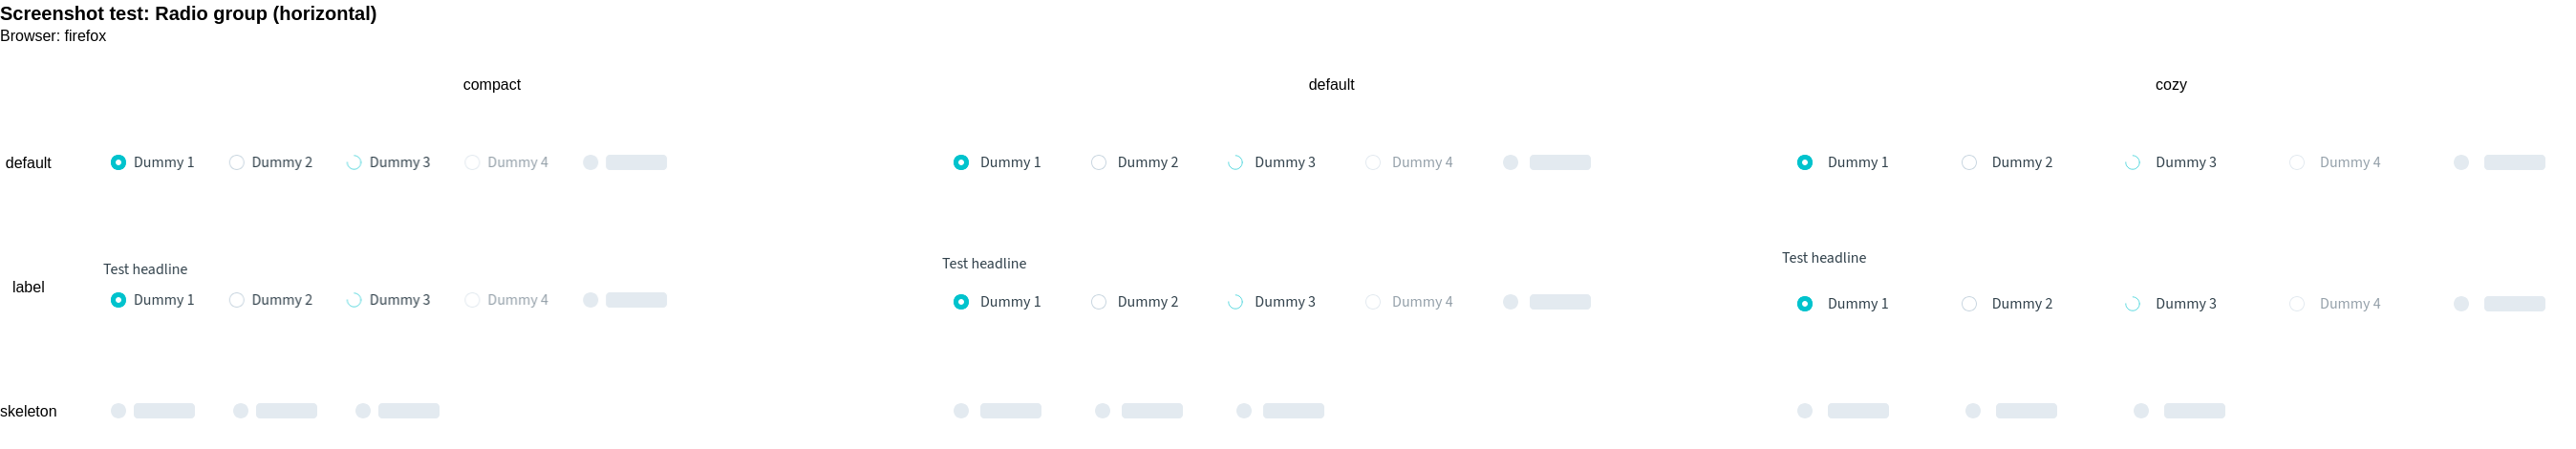 Screenshot test: Radio group (horizontal)
Browser: firefox
compact default cozy
default Dummy 1 Dummy 2 Dummy 3 Dummy 4 Dummy 1 Dummy 2 Dummy 3 Dummy 4 Dummy 1 Dummy 2 Dummy 3 Dummy 4
Test headline Test headline Test headline
label Dummy 1 Dummy 2 Dummy 3 Dummy 4 Dummy 1 Dummy 2 Dummy 3 Dummy 4 Dummy 1 Dummy 2 Dummy 3 Dummy 4
skeleton